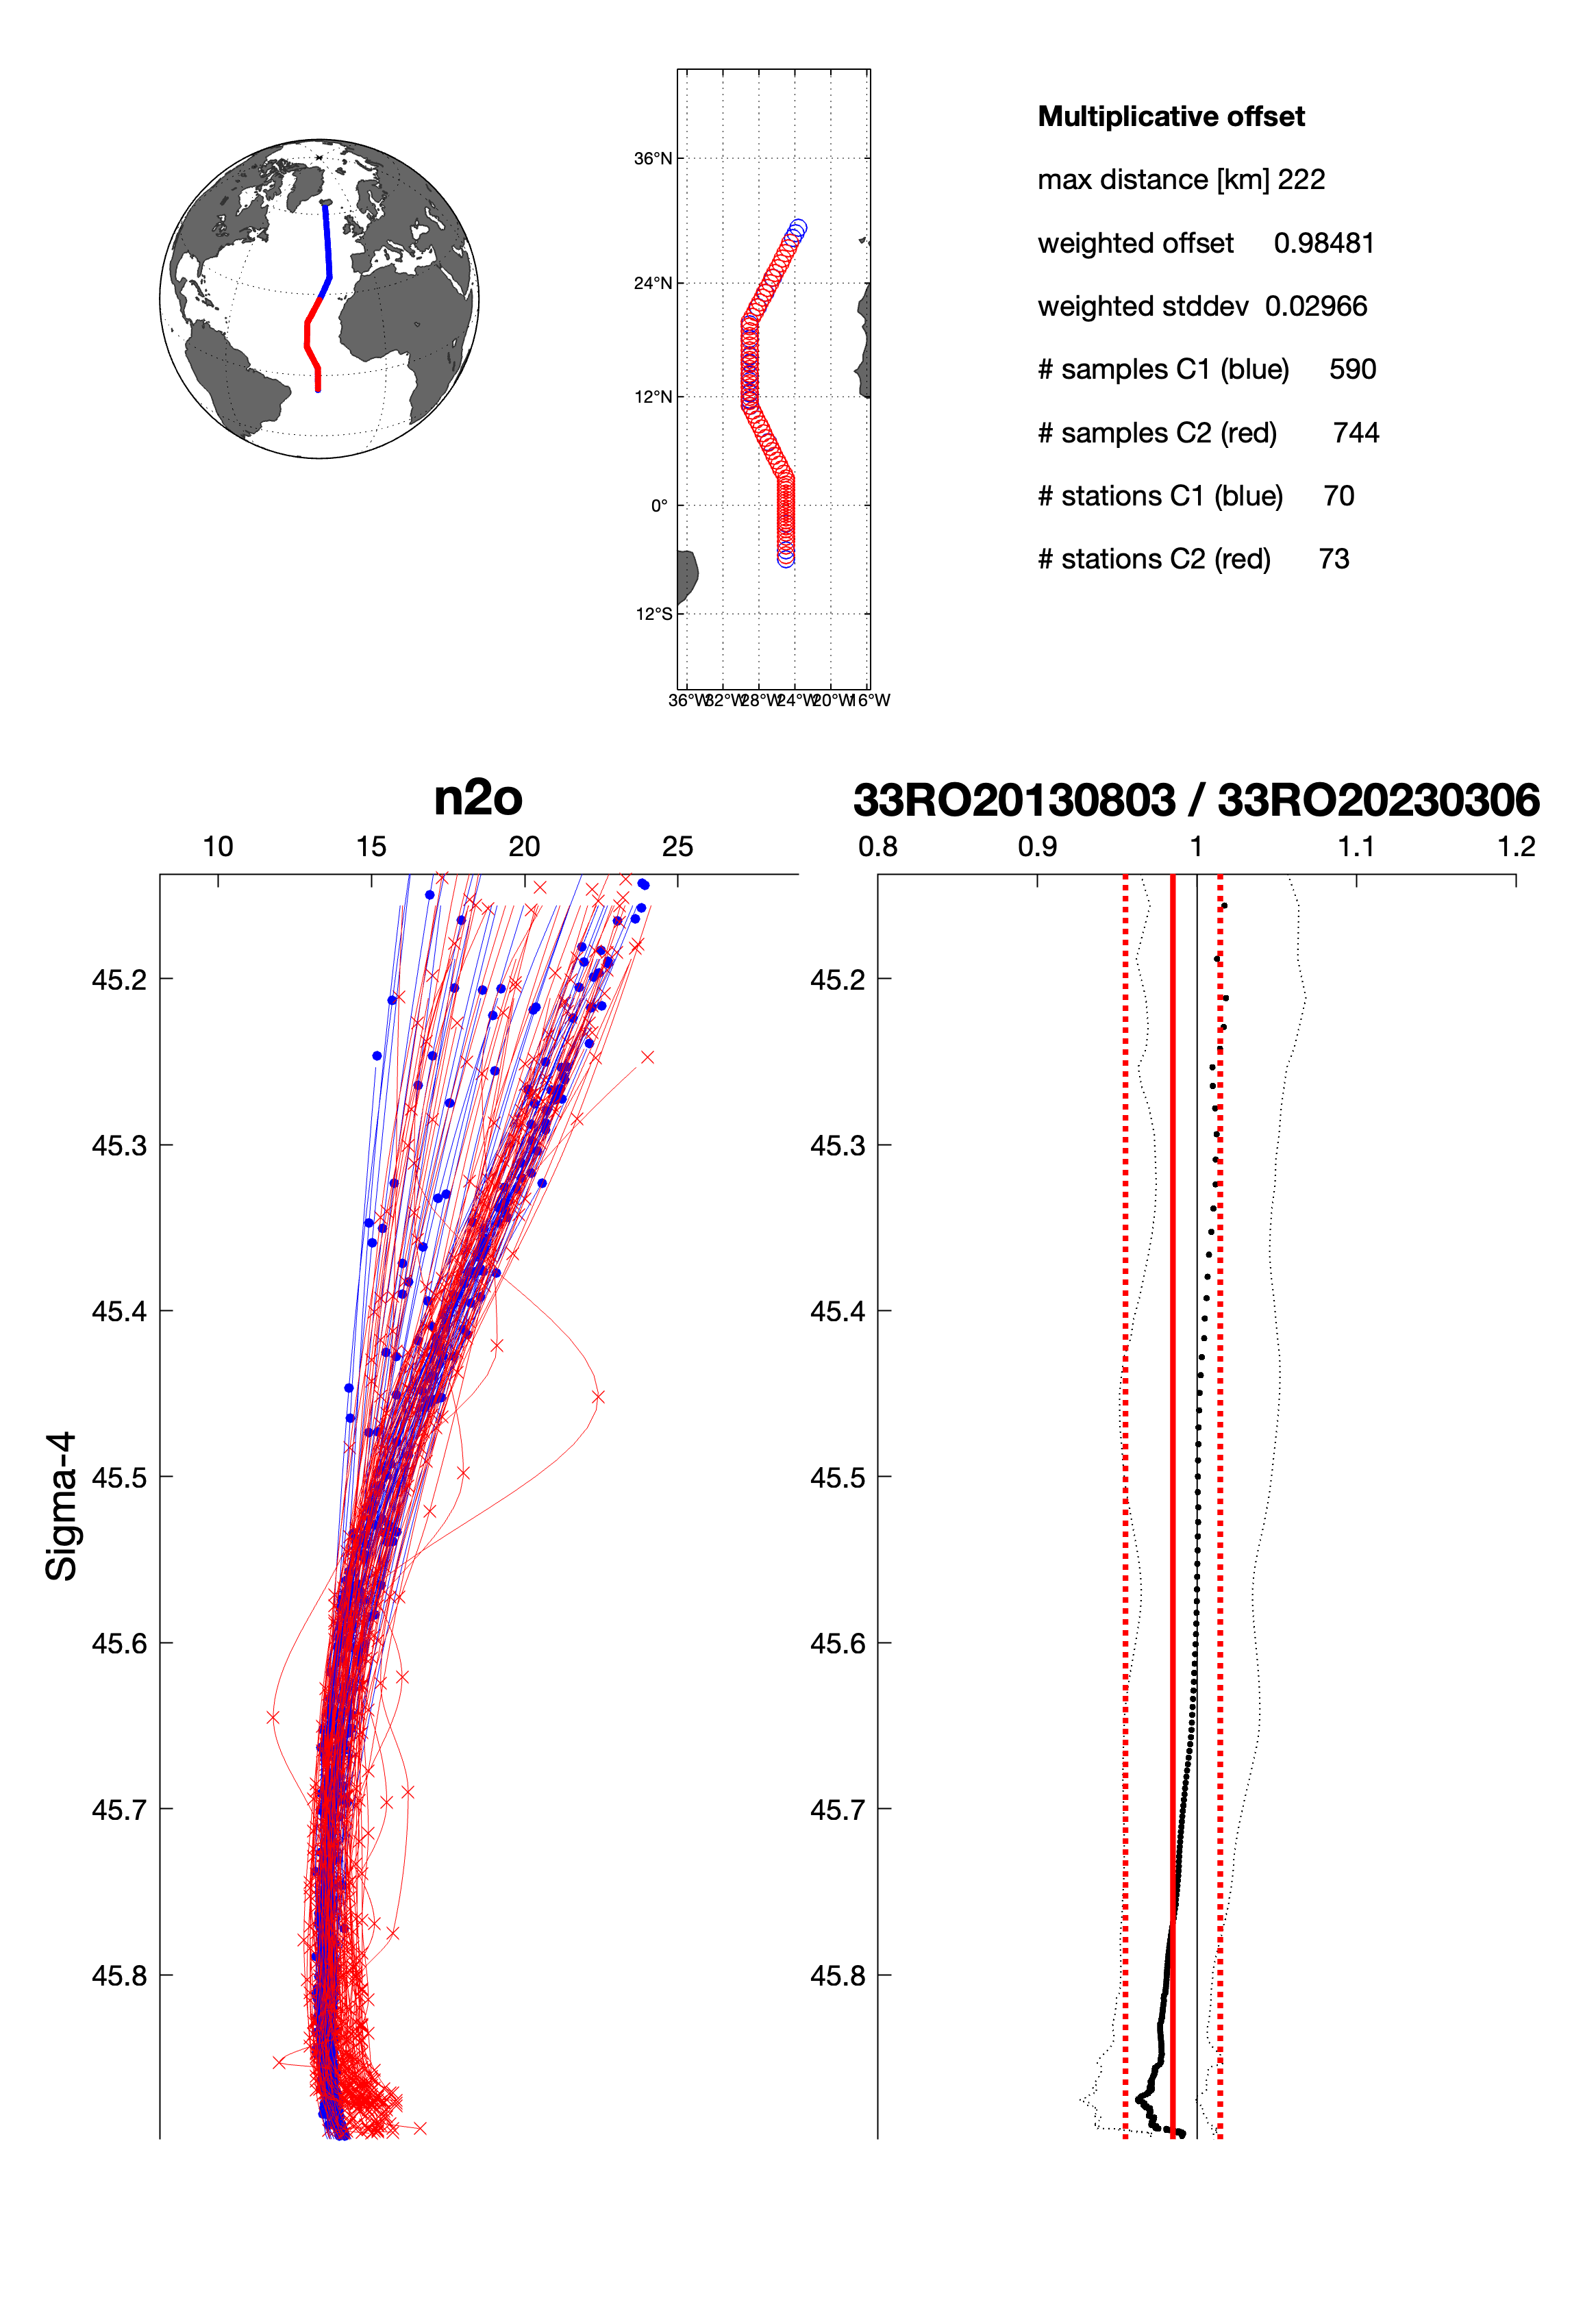 Multiplicative offset
max distance [km] 222
weighted offset 0.98481
weighted stddev 0.02966
# samples C1 (blue) 590
# samples C2 (red) 744
# stations C1 (blue) 70
# stations C2 (red) 73
36°N
24°N
12°N
0°
12°S
36°W 32°W 28°W 24°W 20°W 16°W
n2o
10 15 20 25
45.2
45.3
45.4
45.5
45.6
45.7
45.8
Sigma-4
33RO20130803 / 33RO20230306
0.8 0.9 1 1.1 1.2
45.2
45.3
45.4
45.5
45.6
45.7
45.8